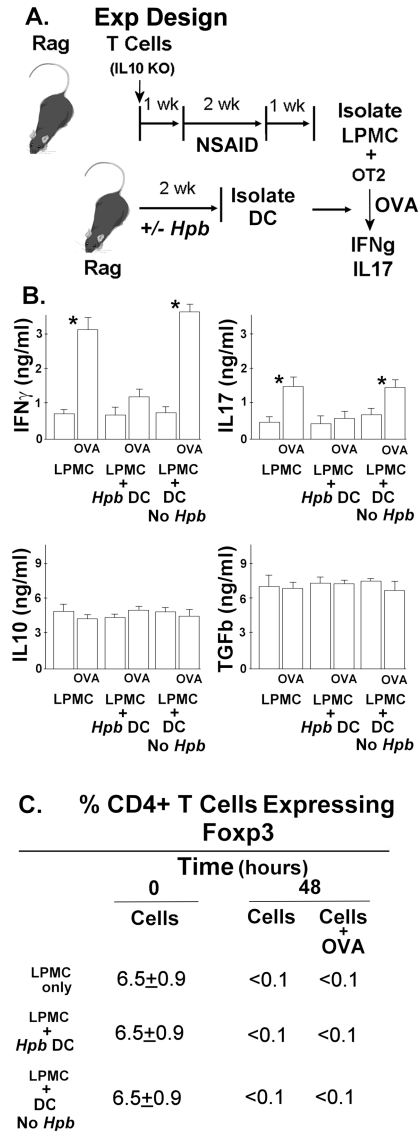 A. Exp Design
Rag
T Cells
(IL10 KO)
1 wk 2 wk 1 wk
NSAID
Isolate
LPMC
+
OT2
2 wk
+/- Hpb
Isolate
DC
OVA
IFNg
IL17
Rag
B.
IFNγ (ng/ml)
3
1
0
*
*
OVA OVA OVA
LPMC LPMC LPMC
+ +
Hpb DC DC
No Hpb
IL17 (ng/ml)
3
2
1
0
*
*
OVA OVA OVA
LPMC LPMC LPMC
+ +
Hpb DC DC
No Hpb
IL10 (ng/ml)
9
6
3
0
OVA OVA OVA
LPMC LPMC LPMC
+ +
Hpb DC DC
No Hpb
TGFb (ng/ml)
9
6
3
0
OVA OVA OVA
LPMC LPMC LPMC
+ +
Hpb DC DC
No Hpb
C. % CD4+ T Cells Expressing
Foxp3
Time (hours)
0 48
Cells Cells Cells
+
OVA
LPMC
only
6.5±0.9 <0.1 <0.1
LPMC
+
Hpb DC
6.5±0.9 <0.1 <0.1
LPMC
+
DC
No Hpb
6.5±0.9 <0.1 <0.1